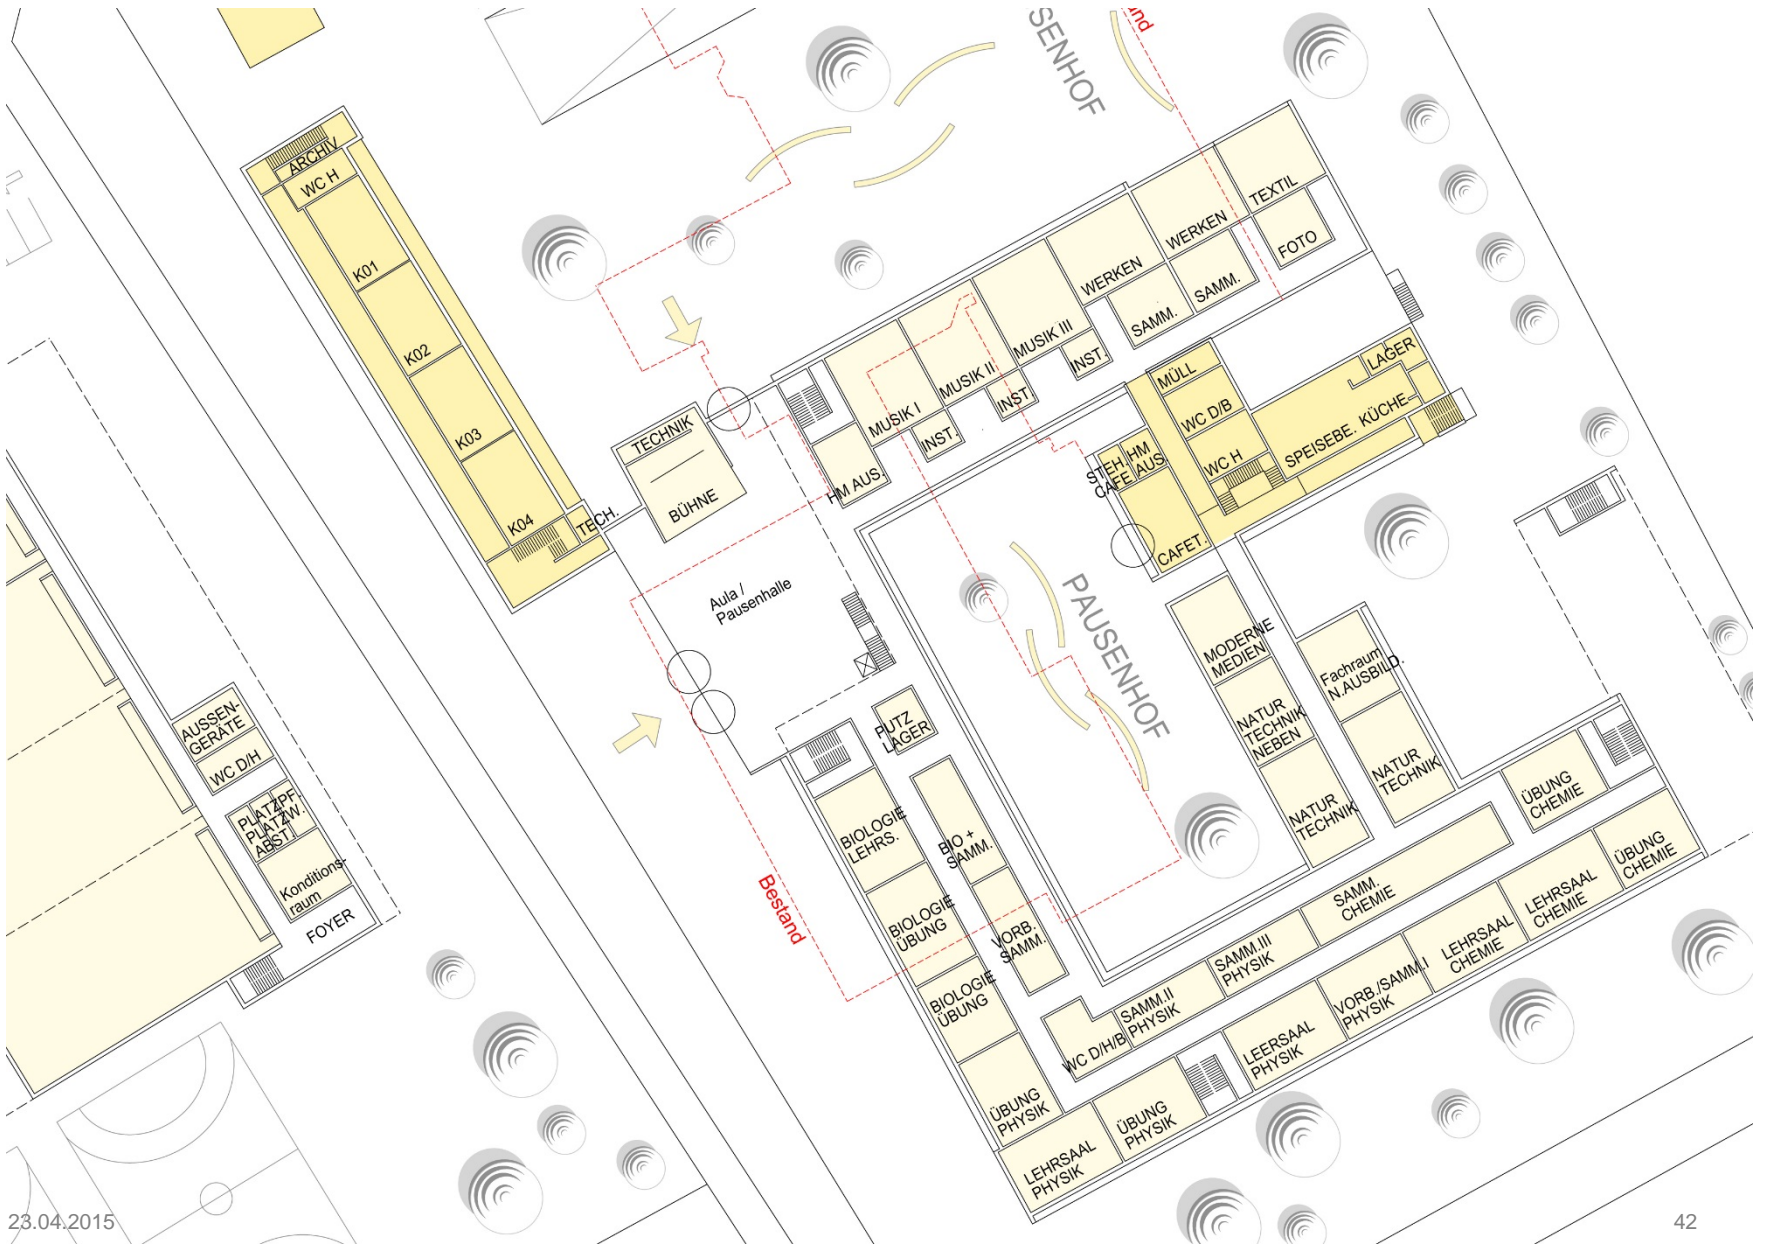 SENHOF
and
ARCHIV
WC H
K01
K02
K03
K04
TECH.
TECHNIK
BÜHNE
Aula /
Pausenhalle
HM AUS.
MUSIK I
INST.
MUSIK II
INST.
MUSIK III
INST.
WERKEN
SAMM.
WERKEN
SAMM.
TEXTIL
FOTO
MÜLL
WC D/B
WC H
STEH.
CAFE
HM
AUS
CAFET.
SPEISEBE.
KÜCHE
LAGER
PAUSENHOF
MODERNE
MEDIEN
NATUR
TECHNIK
NEBEN
NATUR
TECHNIK
Fachraum
N.AUSBILD.
NATUR
TECHNIK
AUSSEN-
GERÄTE
WC D/H
PLATZPF.
PLATZW.
ABST
Konditions-
raum
FOYER
Bestand
PUTZ
LAGER
BIOLOGIE
LEHRS.
BIO +
SAMM.
BIOLOGIE
ÜBUNG
VORB.
SAMM.
BIOLOGIE
ÜBUNG
ÜBUNG
PHYSIK
LEHRSAAL
PHYSIK
ÜBUNG
PHYSIK
WC D/H/B
SAMM.II
PHYSIK
SAMM.III
PHYSIK
SAMM.
CHEMIE
ÜBUNG
CHEMIE
LEERSAAL
PHYSIK
VORB./SAMM.I
PHYSIK
LEHRSAAL
CHEMIE
LEHRSAAL
CHEMIE
ÜBUNG
CHEMIE
23.04.2015
42